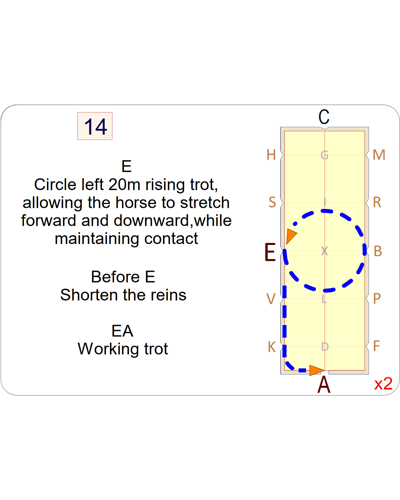 14
E
Circle left 20m rising trot,
allowing the horse to stretch
forward and downward,while
maintaining contact
Before E
Shorten the reins
EA
Working trot
C
H G M
S I R
E X B
V L P
K D F
A
x2